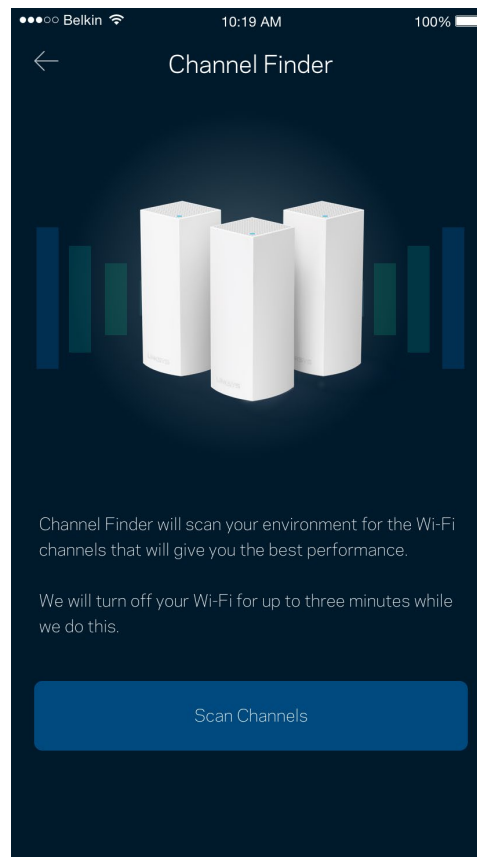 Belkin 10:19 AM 100%
Channel Finder
LINKSYS
Channel Finder will scan your environment for the Wi-Fi
channels that will give you the best performance.
We will turn off your Wi-Fi for up to three minutes while
we do this.
Scan Channels